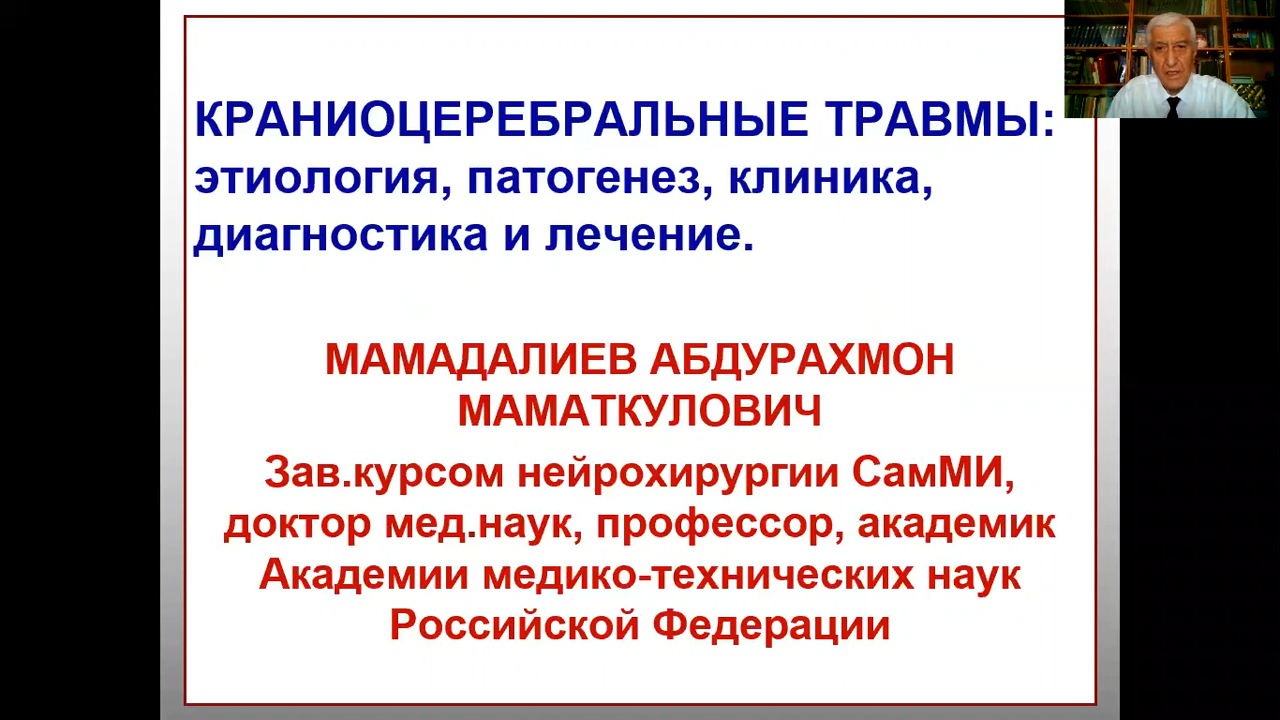 КРАНИОЦЕРЕБРАЛЬНЫЕ ТРАВМЫ:
этиология, патогенез, клиника,
диагностика и лечение.
МАМАДАЛИЕВ АБДУРАХМОН
МАМАТКУЛОВИЧ
Зав.курсом нейрохирургии СамМИ,
доктор мед.наук, профессор, академик
Академии медико-технических наук
Российской Федерации